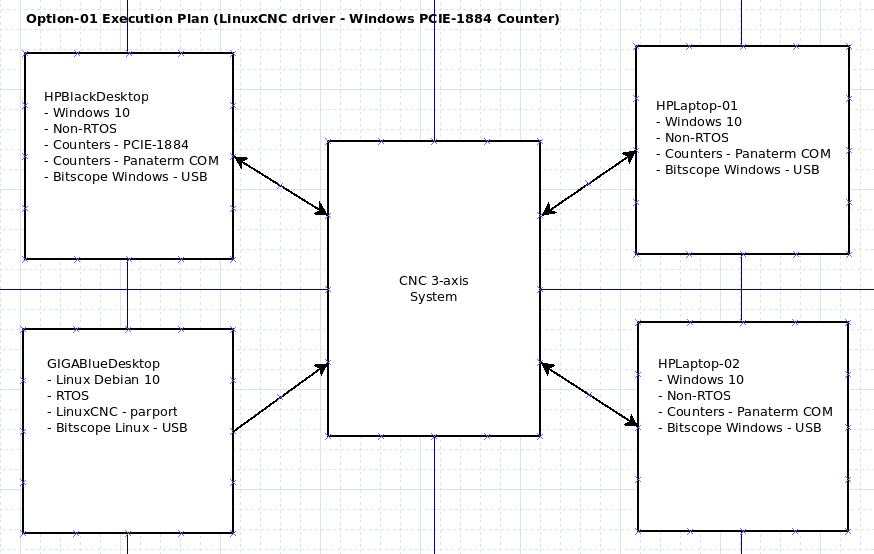 Option-01 Execution Plan (LinuxCNC driver - Windows PCIE-1884 Counter)
HPBlackDesktop
- Windows 10
- Non-RTOS
- Counters - PCIE-1884
- Counters - Panaterm COM
- Bitscope Windows - USB
HPLaptop-01
- Windows 10
- Non-RTOS
- Counters - Panaterm COM
- Bitscope Windows - USB
CNC 3-axis
System
GIGABlueDesktop
- Linux Debian 10
- RTOS
- LinuxCNC - parport
- Bitscope Linux - USB
HPLaptop-02
- Windows 10
- Non-RTOS
- Counters - Panaterm COM
- Bitscope Windows - USB